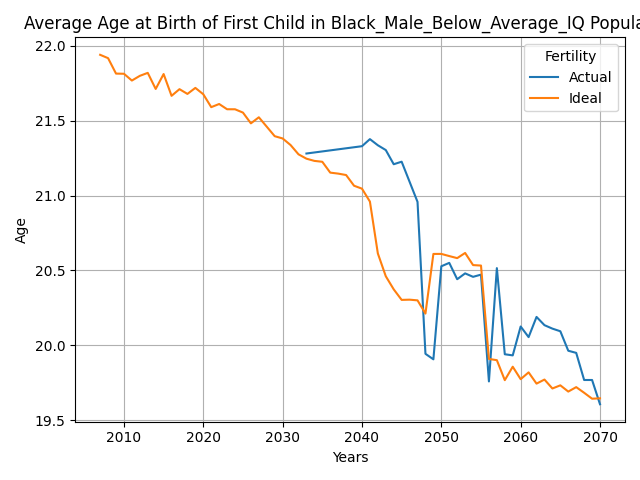 Average Age at Birth of First Child in Black_Male_Below_Average_IQ Popula
22.0
21.5
21.0
20.5
20.0
19.5
Age
Fertility
Actual
Ideal
2010 2020 2030 2040 2050 2060 2070
Years